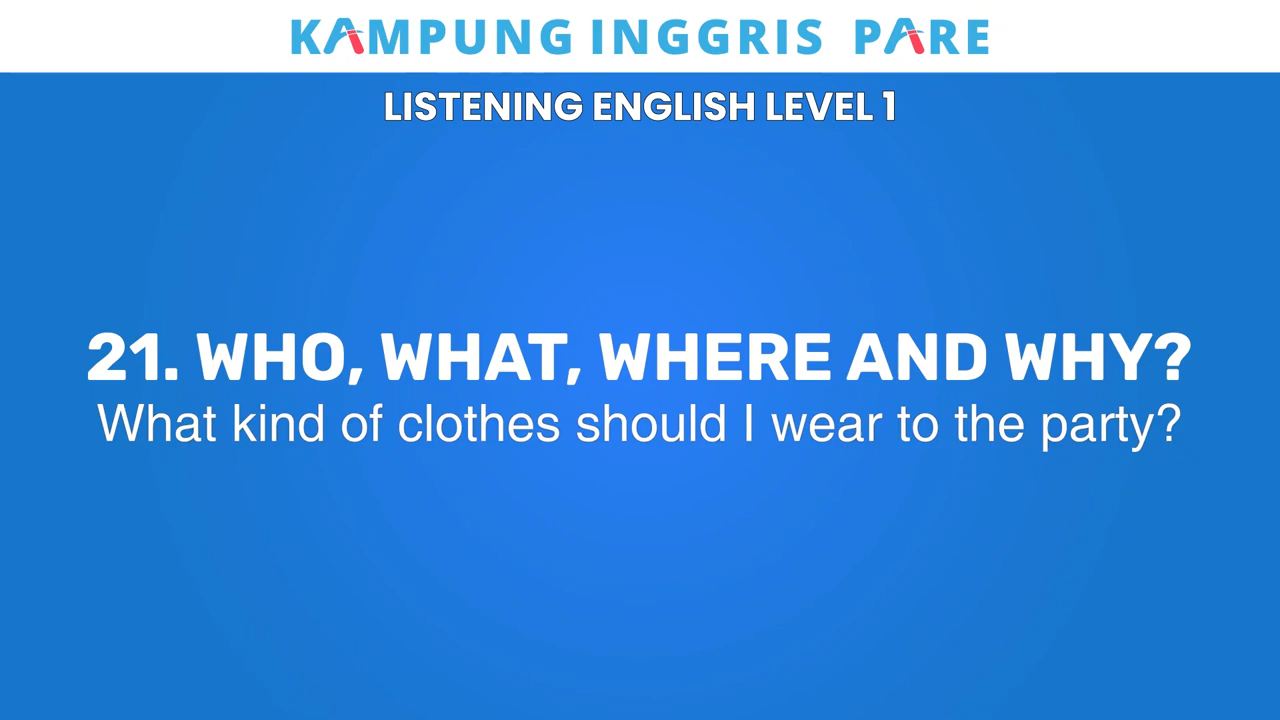 KAMPUNG INGGRIS PARE
LISTENING ENGLISH LEVEL 1
21. WHO, WHAT, WHERE AND WHY?
What kind of clothes should I wear to the party?